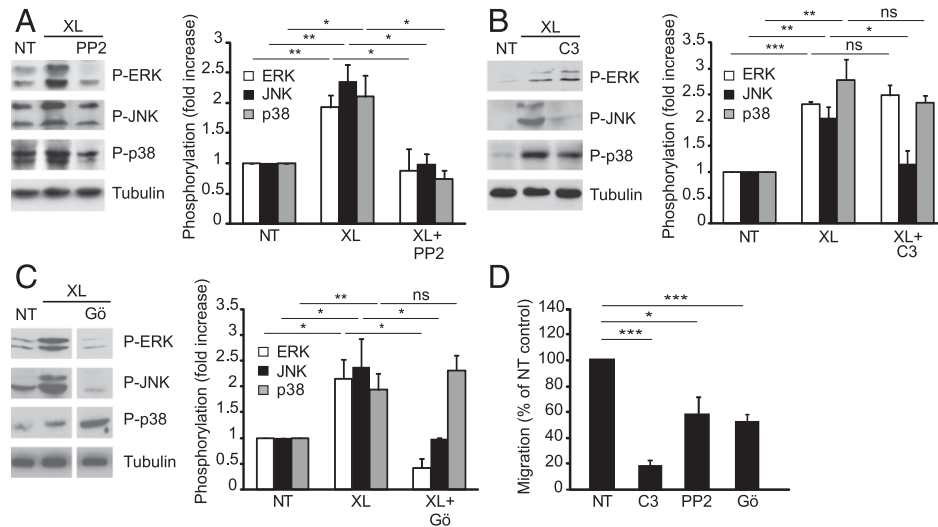 A
XL
NT PP2
P-ERK
P-JNK
P-p38
Tubulin
Phosphorylation (fold increase)
3
2.5
2
1.5
1
0.5
0
* *
** *
** *
ERK
JNK
p38
NT XL XL+
PP2
B
XL
NT C3
P-ERK
P-JNK
P-p38
Tubulin
Phosphorylation (fold increase)
3.5
3
2.5
2
1.5
1
0.5
0
** ns
** *
*** ns
ERK
JNK
p38
NT XL XL+
C3
C
XL
NT Gö
P-ERK
P-JNK
P-p38
Tubulin
Phosphorylation (fold increase)
3.5
3
2.5
2
1.5
1
0.5
0
** ns
* *
* *
ERK
JNK
p38
NT XL XL+
Gö
D
Migration (% of NT control)
140
120
100
80
60
40
20
0
***
*
***
NT C3 PP2 Gö